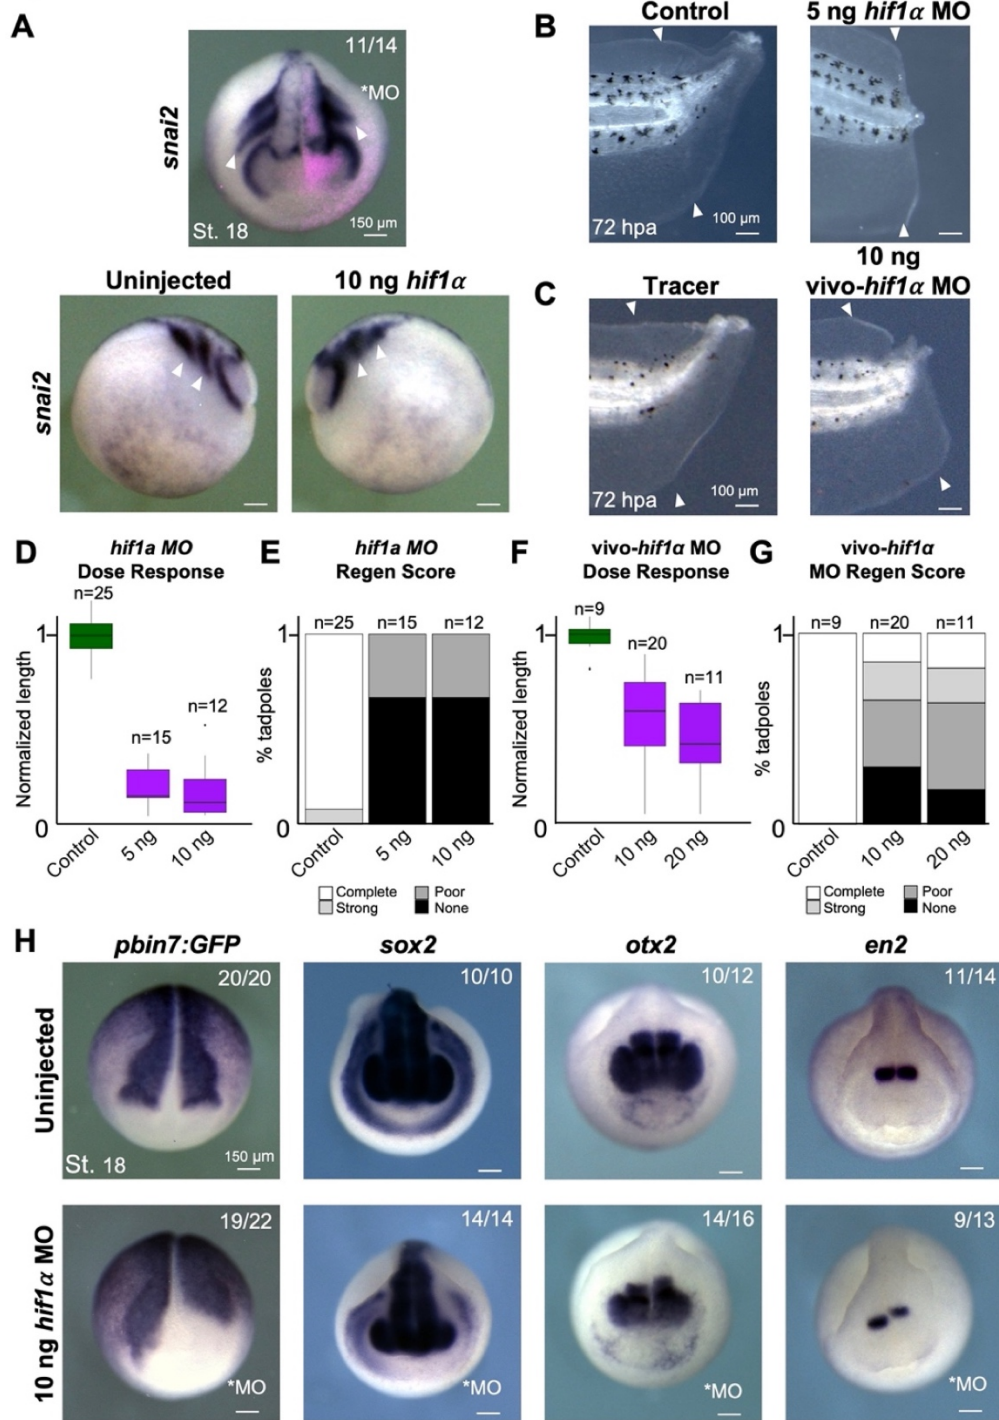 A
snai2
11/14
*MO
St. 18
150 µm
Uninjected
10 ng hif1α
snai2
B
Control
5 ng hif1α MO
72 hpa
100 µm
C
Tracer
10 ng
vivo-hif1α MO
72 hpa
100 µm
D
hif1a MO
Dose Response
n=25
1
Normalized length
n=15
n=12
0
Control
5 ng
10 ng
E
hif1a MO
Regen Score
n=25
n=15
n=12
1
% tadpoles
0
Control
5 ng
10 ng
Complete
Poor
Strong
None
F
vivo-hif1α MO
Dose Response
n=9
1
n=20
n=11
Normalized length
0
Control
10 ng
20 ng
G
vivo-hif1α
MO Regen Score
n=9
n=20
n=11
1
% tadpoles
0
Control
10 ng
20 ng
Complete
Poor
Strong
None
H
pbin7:GFP
sox2
otx2
en2
Uninjected
20/20
10/10
10/12
11/14
St. 18
150 µm
10 ng hif1α MO
19/22
14/14
14/16
9/13
*MO
*MO
*MO
*MO